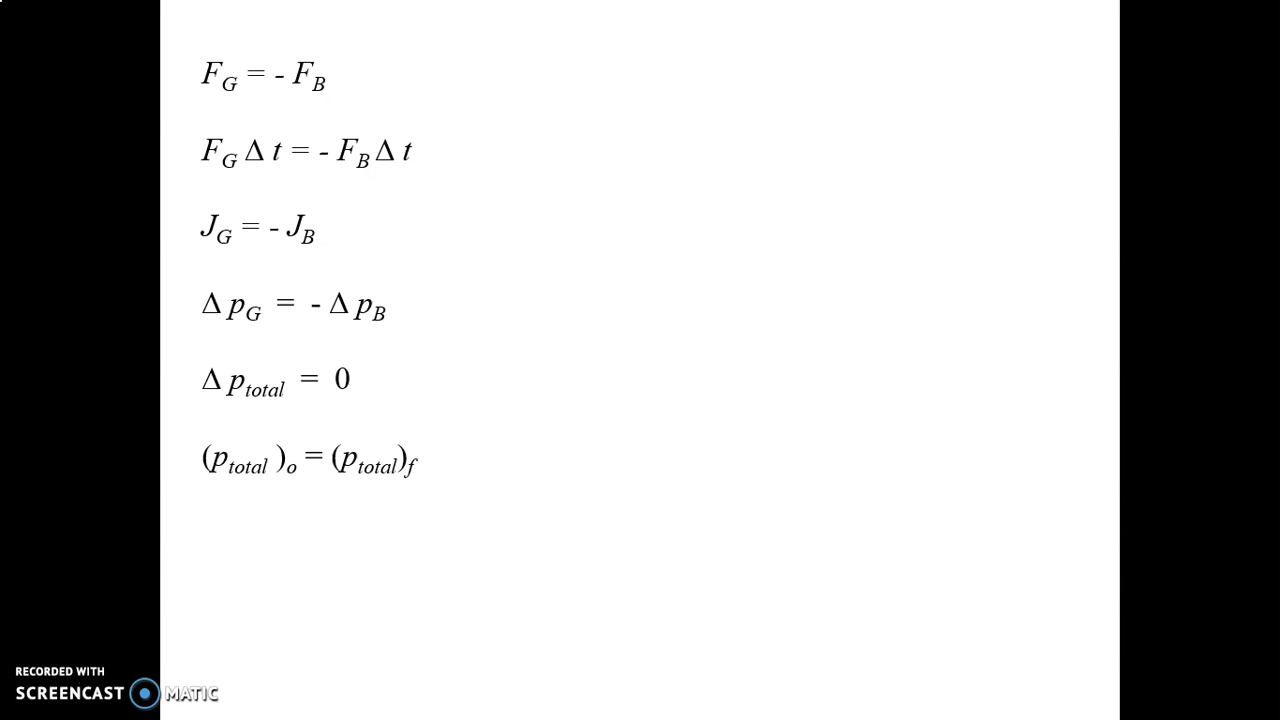 F_G = - F_B
F_G Δ t = - F_B Δ t
J_G = - J_B
Δ p_G = - Δ p_B
Δ p_total = 0
(p_total )_o = (p_total)_f
RECORDED WITH
SCREENCAST MATIC